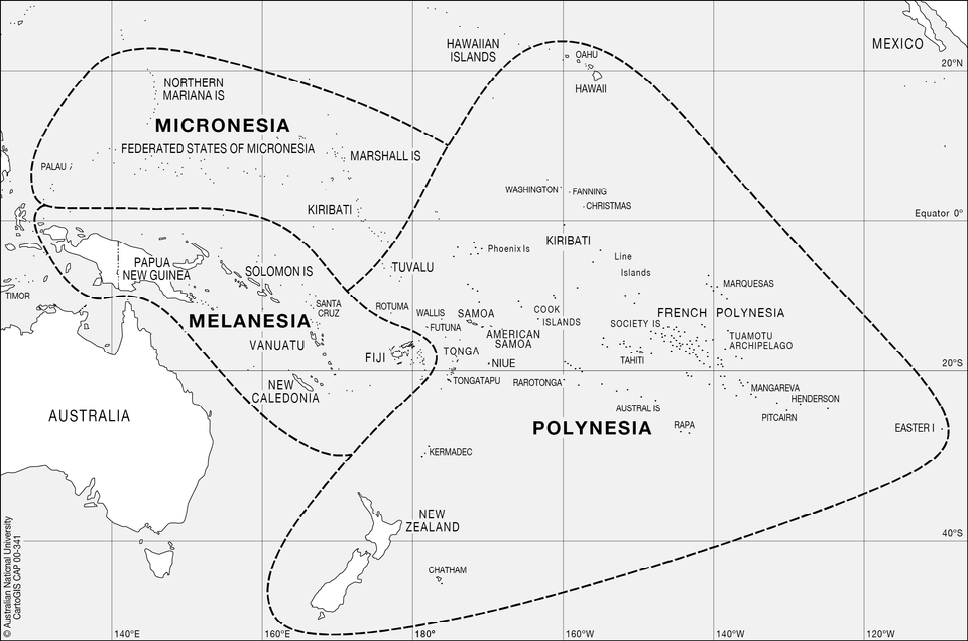 MEXICO
20°N
HAWAIIAN
ISLANDS
OAHU
HAWAII
NORTHERN
MARIANA IS
MICRONESIA
FEDERATED STATES OF MICRONESIA
MARSHALL IS
PALAU
KIRIBATI
WASHINGTON
FANNING
CHRISTMAS
Equator 0°
KIRIBATI
Phoenix Is
Line
Islands
TUVALU
PAPUA
NEW GUINEA
SOLOMON IS
TIMOR
SANTA
CRUZ
ROTUMA
WALLIS
FUTUNA
SAMOA
AMERICAN
SAMOA
COOK
ISLANDS
MARQUESAS
FRENCH POLYNESIA
SOCIETY IS
TUAMOTU
ARCHIPELAGO
TAHITI
MELANESIA
VANUATU
FIJI
TONGA
NIUE
20°S
NEW
CALEDONIA
TONGATAPU
RAROTONGA
MANGAREVA
HENDERSON
PITCAIRN
AUSTRAL IS
RAPA
EASTER I
AUSTRALIA
POLYNESIA
KERMADEC
NEW
ZEALAND
40°S
CHATHAM
140°E
160°E
180°
160°W
140°W
120°W
© Australian National University
CartoGIS CAP 00-341